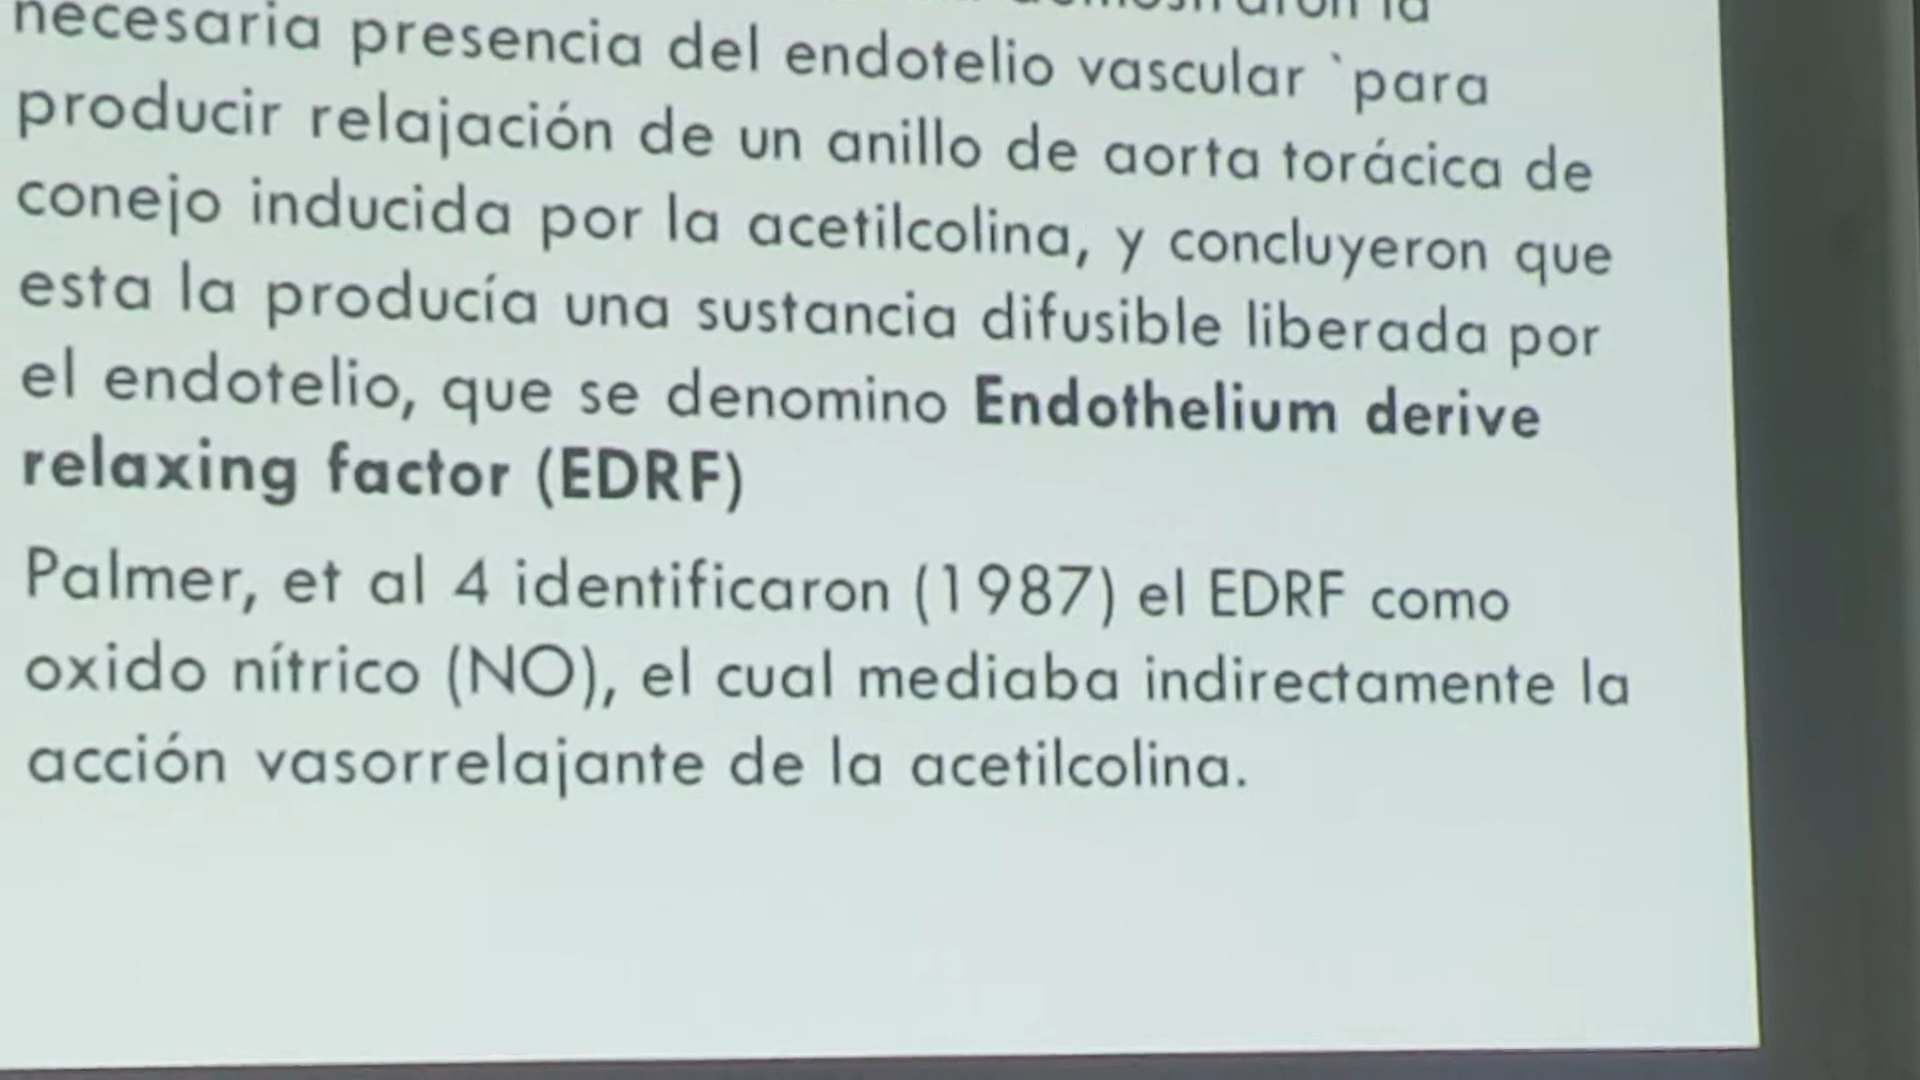 demostraron la
necesaria presencia del endotelio vascular `para
producir relajación de un anillo de aorta torácica de
conejo inducida por la acetilcolina, y concluyeron que
esta la producía una sustancia difusible liberada por
el endotelio, que se denomino Endothelium derive
relaxing factor (EDRF)
Palmer, et al 4 identificaron (1987) el EDRF como
oxido nítrico (NO), el cual mediaba indirectamente la
acción vasorrelajante de la acetilcolina.